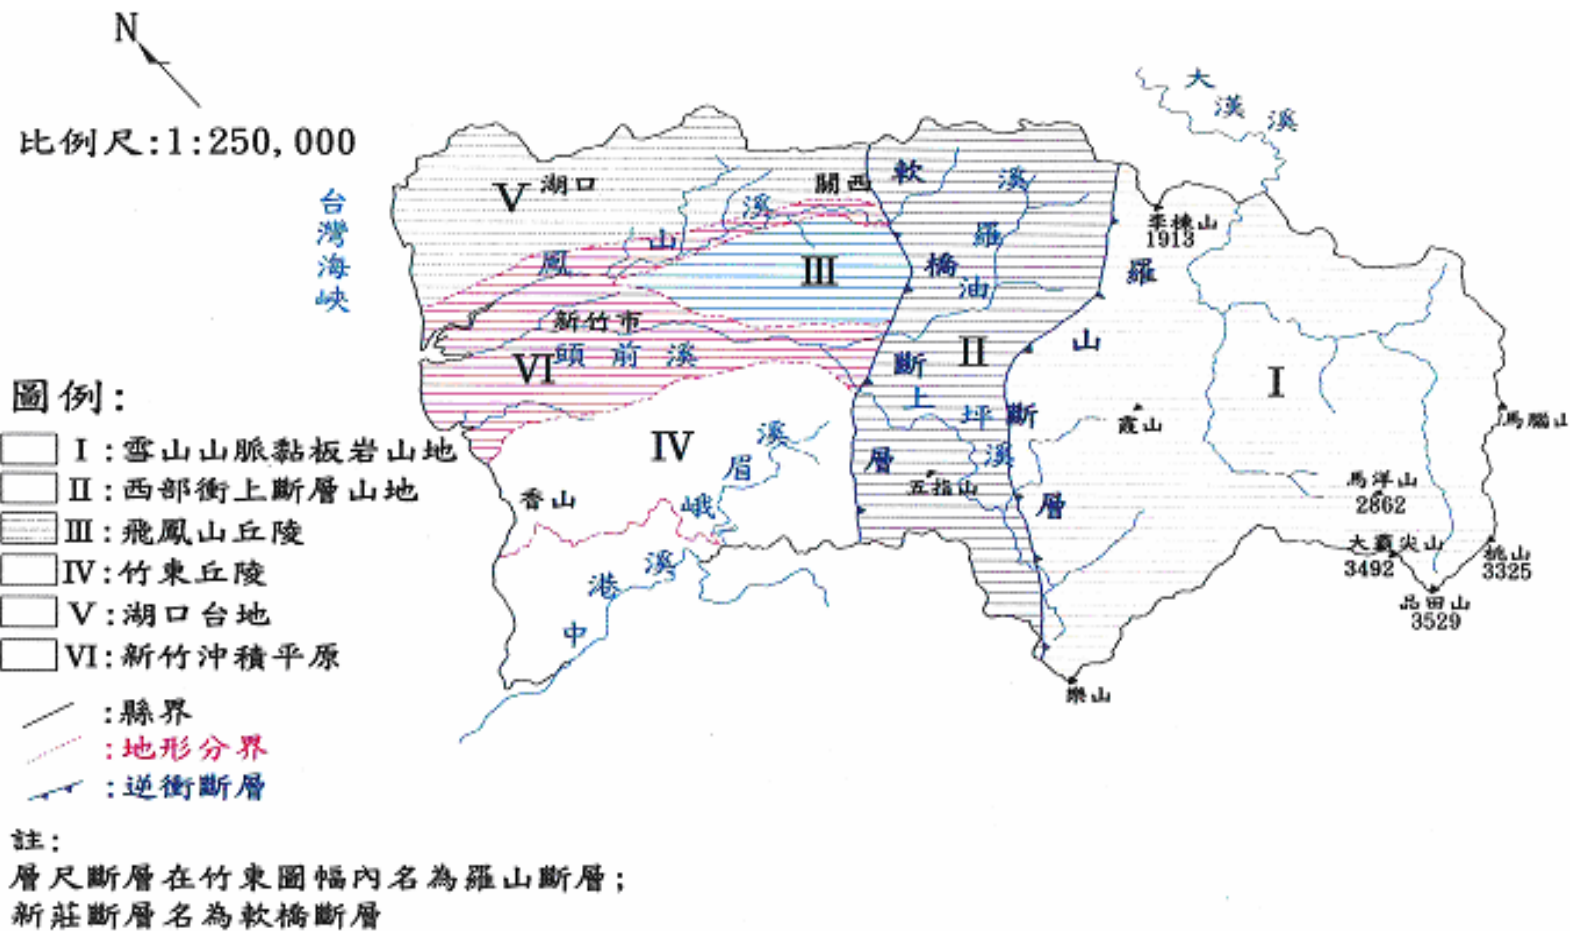 N
比例尺:1:250,000
台灣海峽
大漢溪
V
湖口
關西
軟橋斷層
溪
羅
油
鳳山溪
III
II
李棟山
1913
羅山斷層
新竹市
頭前溪
VI
上坪溪
I
霞山
馬腦山
IV
峨眉溪
五指山
馬洋山
2862
香山
大霸尖山
3492
桃山
3325
品田山
3529
中港溪
樂山
圖例:
I:雪山山脈黏板岩山地
II:西部衝上斷層山地
III:飛鳳山丘陵
IV:竹東丘陵
V:湖口台地
VI:新竹沖積平原
:縣界
:地形分界
:逆衝斷層
註:
層尺斷層在竹東圖幅內名為羅山斷層;
新莊斷層名為軟橋斷層